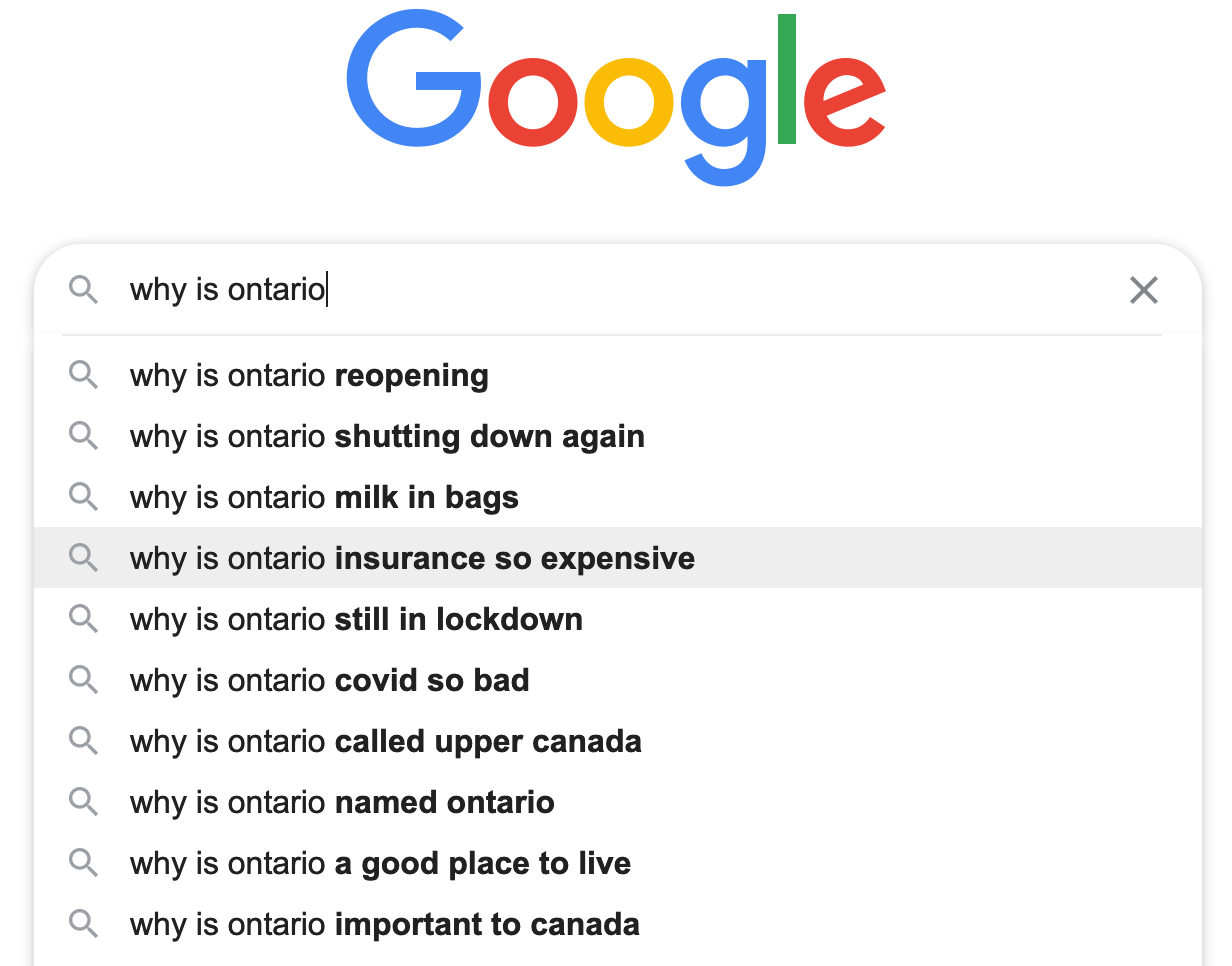 Google
why is ontario
why is ontario reopening
why is ontario shutting down again
why is ontario milk in bags
why is ontario insurance so expensive
why is ontario still in lockdown
why is ontario covid so bad
why is ontario called upper canada
why is ontario named ontario
why is ontario a good place to live
why is ontario important to canada